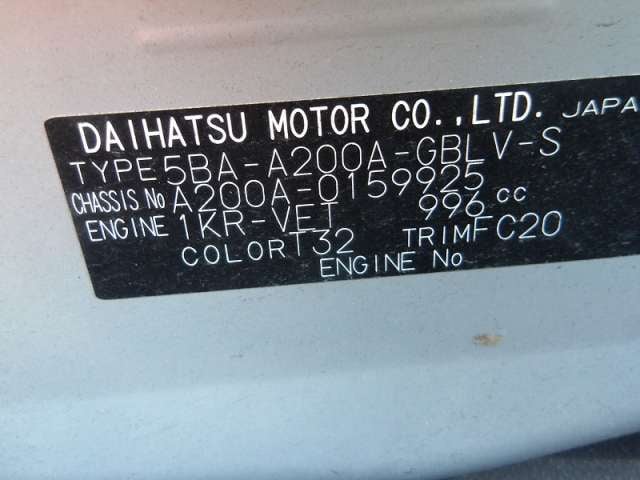 DAIHATSU MOTOR CO.,LTD. JAPA
TYPE 5BA-A200A-GBLV-S
CHASSIS No A200A-0159925
ENGINE 1KR-VET 996 cc
COLOR T32 TRIM FC20
ENGINE No